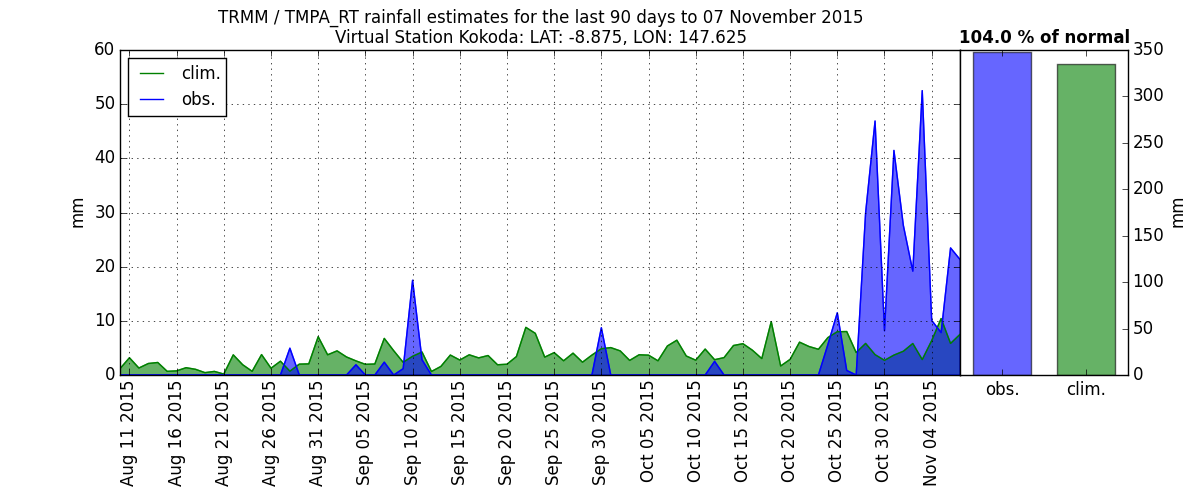 TRMM / TMPA_RT rainfall estimates for the last 90 days to 07 November 2015
Virtual Station Kokoda: LAT: -8.875, LON: 147.625
104.0 % of normal
clim.
obs.
60
50
40
30
20
10
0
mm
350
300
250
200
150
100
50
0
mm
Aug 11 2015
Aug 16 2015
Aug 21 2015
Aug 26 2015
Aug 31 2015
Sep 05 2015
Sep 10 2015
Sep 15 2015
Sep 20 2015
Sep 25 2015
Sep 30 2015
Oct 05 2015
Oct 10 2015
Oct 15 2015
Oct 20 2015
Oct 25 2015
Oct 30 2015
Nov 04 2015
obs.
clim.